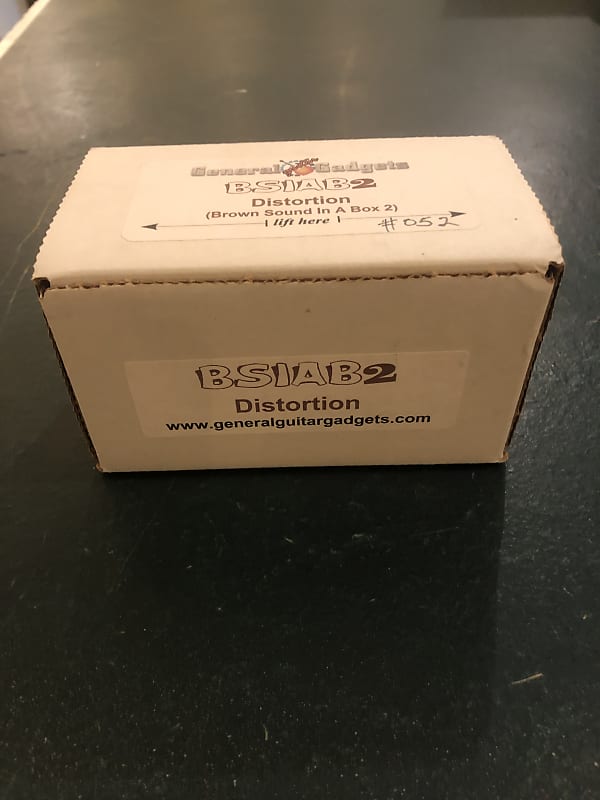 General Gadgets
BSIAB2
Distortion
(Brown Sound In A Box 2)
lift here
#052
BSIAB2
Distortion
www.generalguitargadgets.com